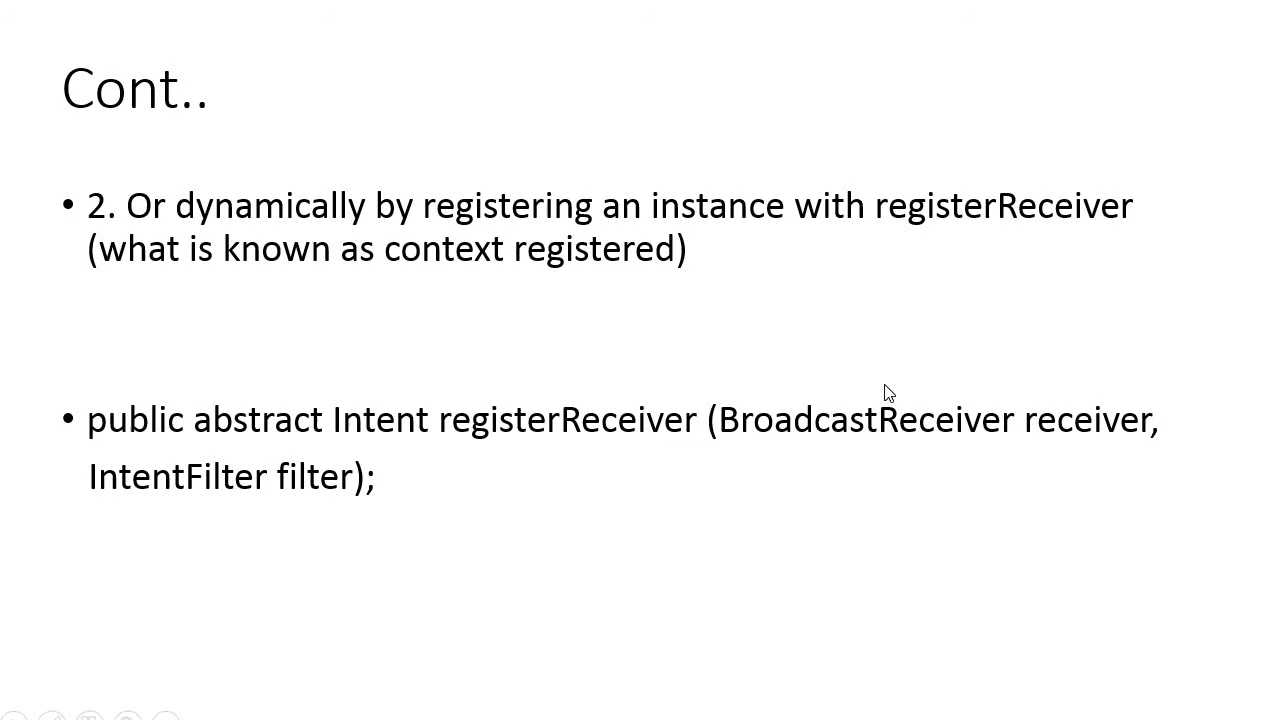 Cont..
• 2. Or dynamically by registering an instance with registerReceiver
(what is known as context registered)
• public abstract Intent registerReceiver (BroadcastReceiver receiver,
IntentFilter filter);